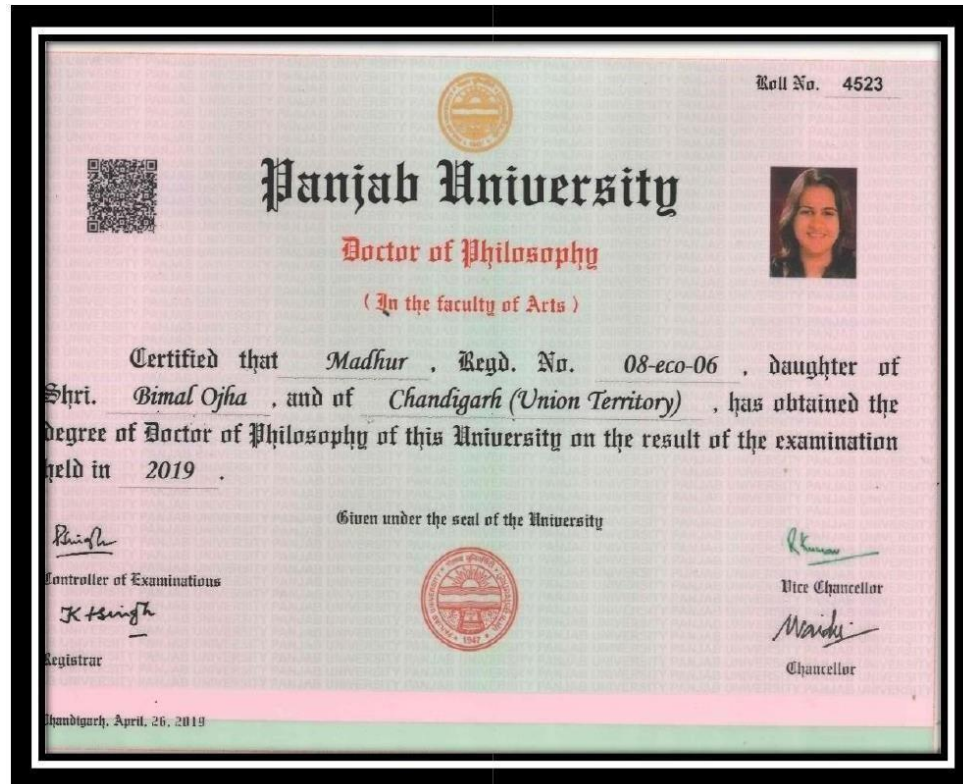 Roll No. 4523
Panjab University
Doctor of Philosophy
( In the faculty of Arts )
Certified that Madhur , Regd. No. 08-eco-06 , daughter of
Shri. Bimal Ojha , and of Chandigarh (Union Territory) , has obtained the
degree of Doctor of Philosophy of this University on the result of the examination
held in 2019 .
Given under the seal of the University
Controller of Examinations
Vice Chancellor
Registrar
Chancellor
Chandigarh, April, 26, 2019